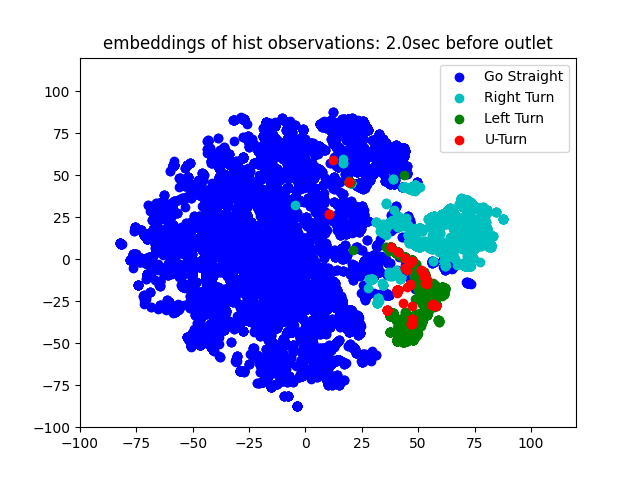 embeddings of hist observations: 2.0sec before outlet
Go Straight
Right Turn
Left Turn
U-Turn
100
75
50
25
0
−25
−50
−75
−100
−100 −75 −50 −25 0 25 50 75 100